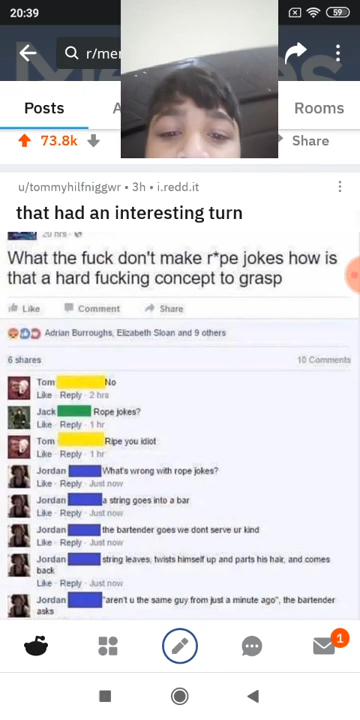 20:39
59
r/mer
Posts
A
Rooms
73.8k
Share
u/tommyhilfniggwr • 3h • i.redd.it
that had an interesting turn
What the fuck don't make r*pe jokes how is
that a hard fucking concept to grasp
Like Comment Share
Adrian Burroughs, Elizabeth Sloan and 9 others
6 shares 10 Comments
Tom No
Like · Reply · 2 hrs
Jack Rope jokes?
Like · Reply · 1 hr
Tom Ripe you idiot
Like · Reply · 1 hr
Jordan What's wrong with rope jokes?
Like · Reply · Just now
Jordan a string goes into a bar
Like · Reply · Just now
Jordan the bartender goes we dont serve ur kind
Like · Reply · Just now
Jordan string leaves, twists himself up and parts his hair, and comes
back
Like · Reply · Just now
Jordan "aren't u the same guy from just a minute ago", the bartender
asks
1